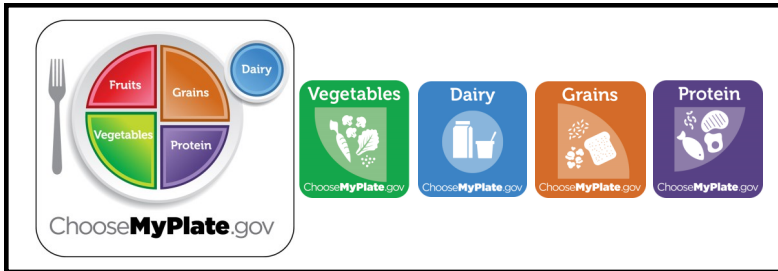 Fruits
Grains
Dairy
Vegetables
Protein
ChooseMyPlate.gov
Vegetables
ChooseMyPlate.gov
Dairy
ChooseMyPlate.gov
Grains
ChooseMyPlate.gov
Protein
ChooseMyPlate.gov